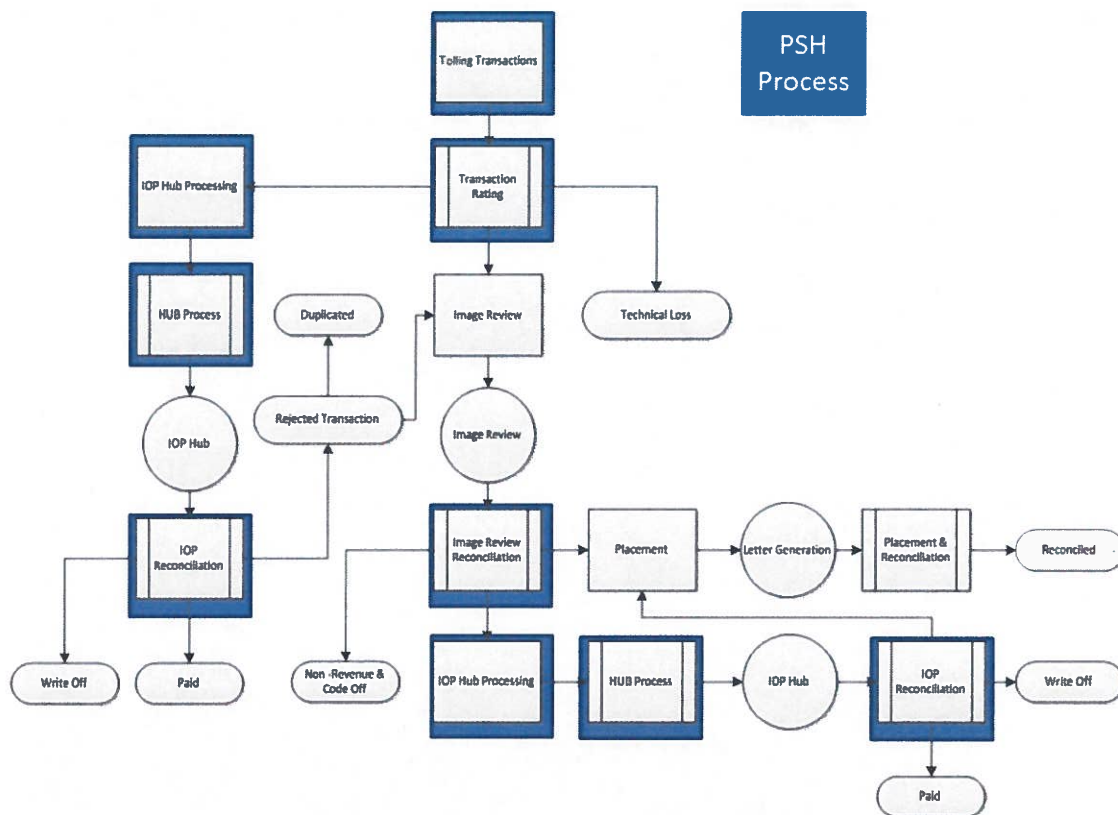 PSH
Process
Tolling Transactions
IOP Hub Processing
Transaction
Rating
HUB Process
Duplicated
Image Review
Technical Loss
Rejected Transaction
IOP Hub
Image Review
IOP
Reconciliation
Image Review
Reconciliation
Placement
Letter Generation
Placement &
Reconciliation
Reconciled
Write Off
Paid
Non -Revenue &
Code Off
IOP Hub Processing
HUB Process
IOP Hub
IOP
Reconciliation
Write Off
Paid